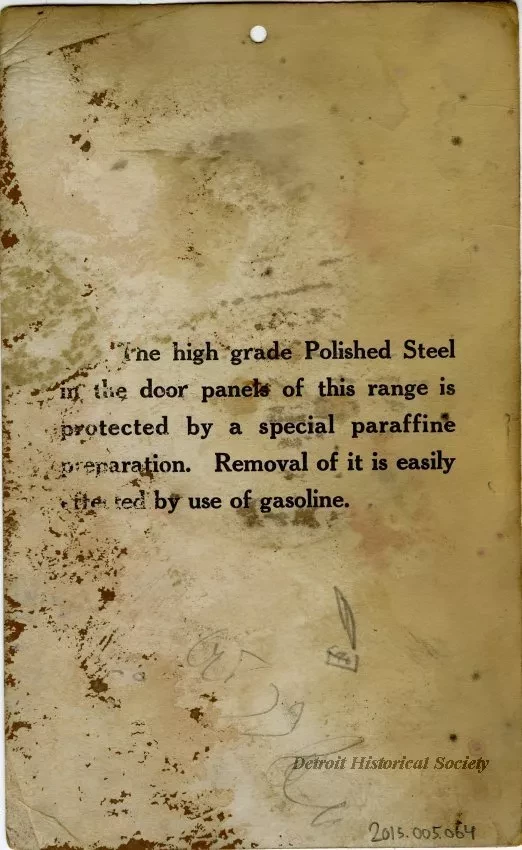 The high grade Polished Steel
in the door panels of this range is
protected by a special paraffine
preparation. Removal of it is easily
effected by use of gasoline.
Detroit Historical Society
2015.005.064